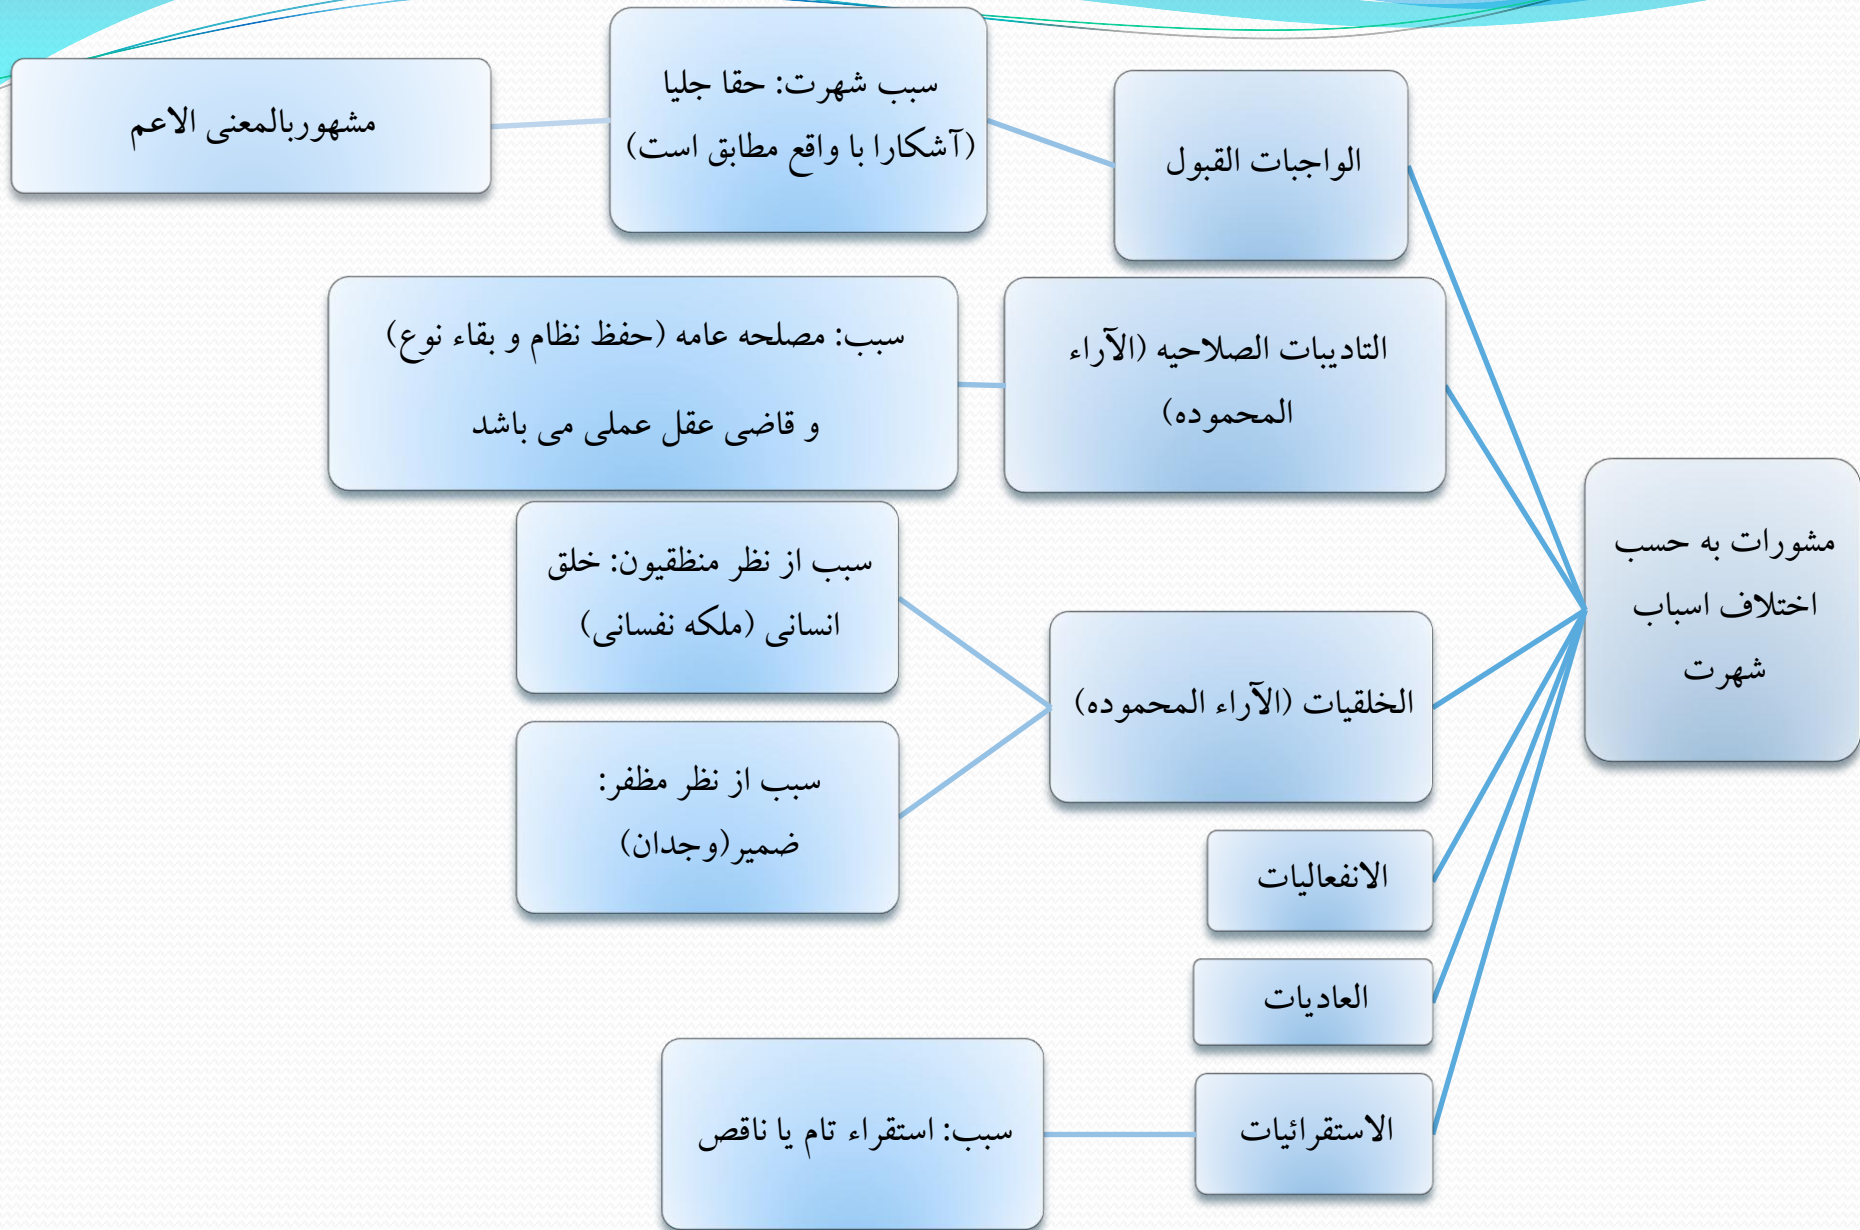 مشورات به حسب
اختلاف اسباب
شهرت
الواجبات القبول
سبب شهرت: حقا جلیا
(آشکارا با واقع مطابق است)
مشهوربالمعنی الاعم
التادیبات الصلاحیه (الآراء
المحموده)
سبب: مصلحه عامه (حفظ نظام و بقاء نوع)
و قاضی عقل عملی می باشد
الخلقیات (الآراء المحموده)
سبب از نظر منظقیون: خلق
انسانی (ملکه نفسانی)
سبب از نظر مظفر:
ضمیر(وجدان)
الانفعالیات
العادیات
الاستقرائیات
سبب: استقراء تام یا ناقص